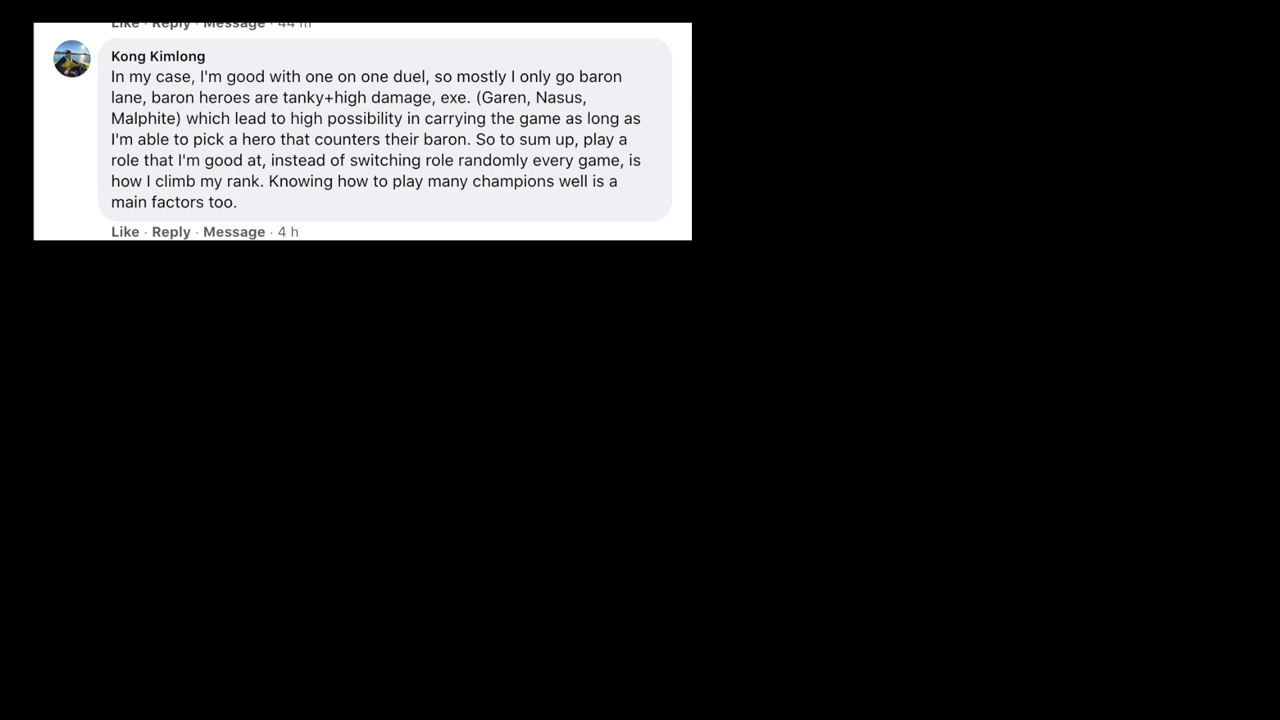 Like · Reply · Message · 44 m
Kong Kimlong
In my case, I'm good with one on one duel, so mostly I only go baron
lane, baron heroes are tanky+high damage, exe. (Garen, Nasus,
Malphite) which lead to high possibility in carrying the game as long as
I'm able to pick a hero that counters their baron. So to sum up, play a
role that I'm good at, instead of switching role randomly every game, is
how I climb my rank. Knowing how to play many champions well is a
main factors too.
Like · Reply · Message · 4 h